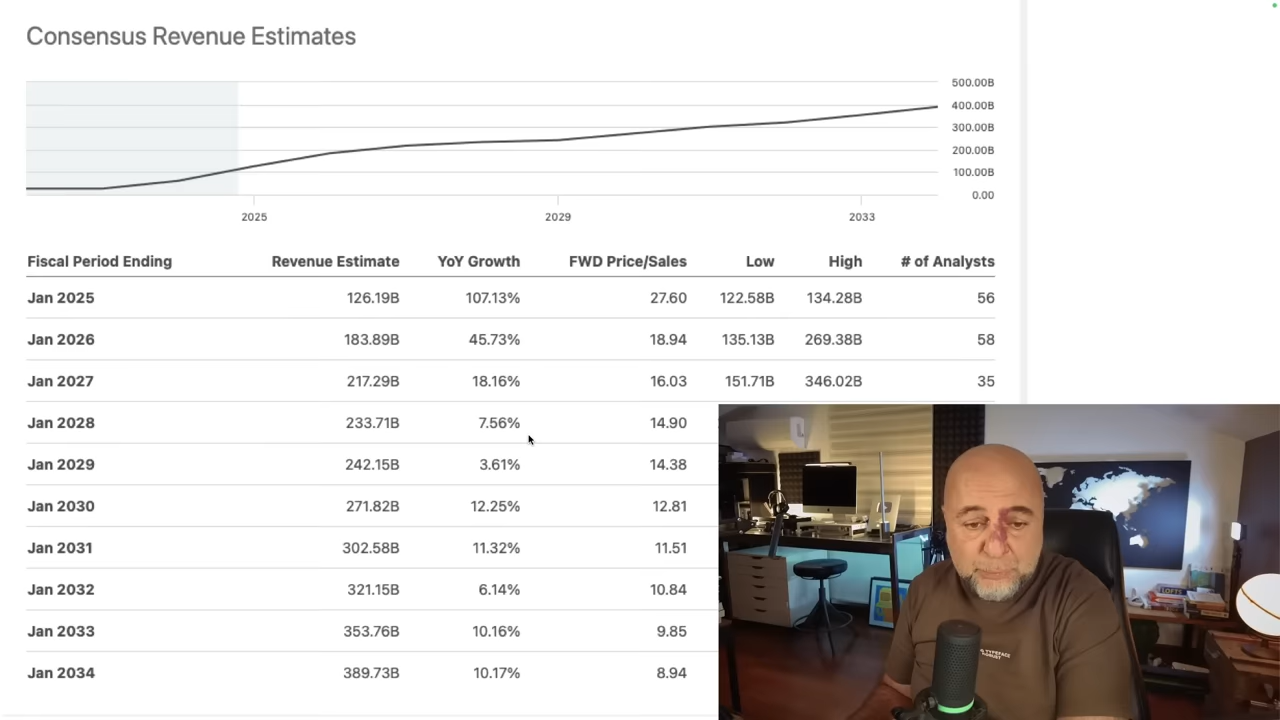 Consensus Revenue Estimates
500.00B
400.00B
300.00B
200.00B
100.00B
0.00
2025 2029 2033
Fiscal Period Ending Revenue Estimate YoY Growth FWD Price/Sales Low High # of Analysts
Jan 2025 126.19B 107.13% 27.60 122.58B 134.28B 56
Jan 2026 183.89B 45.73% 18.94 135.13B 269.38B 58
Jan 2027 217.29B 18.16% 16.03 151.71B 346.02B 35
Jan 2028 233.71B 7.56% 14.90
Jan 2029 242.15B 3.61% 14.38
Jan 2030 271.82B 12.25% 12.81
Jan 2031 302.58B 11.32% 11.51
Jan 2032 321.15B 6.14% 10.84
Jan 2033 353.76B 10.16% 9.85
Jan 2034 389.73B 10.17% 8.94
TYPEFACE